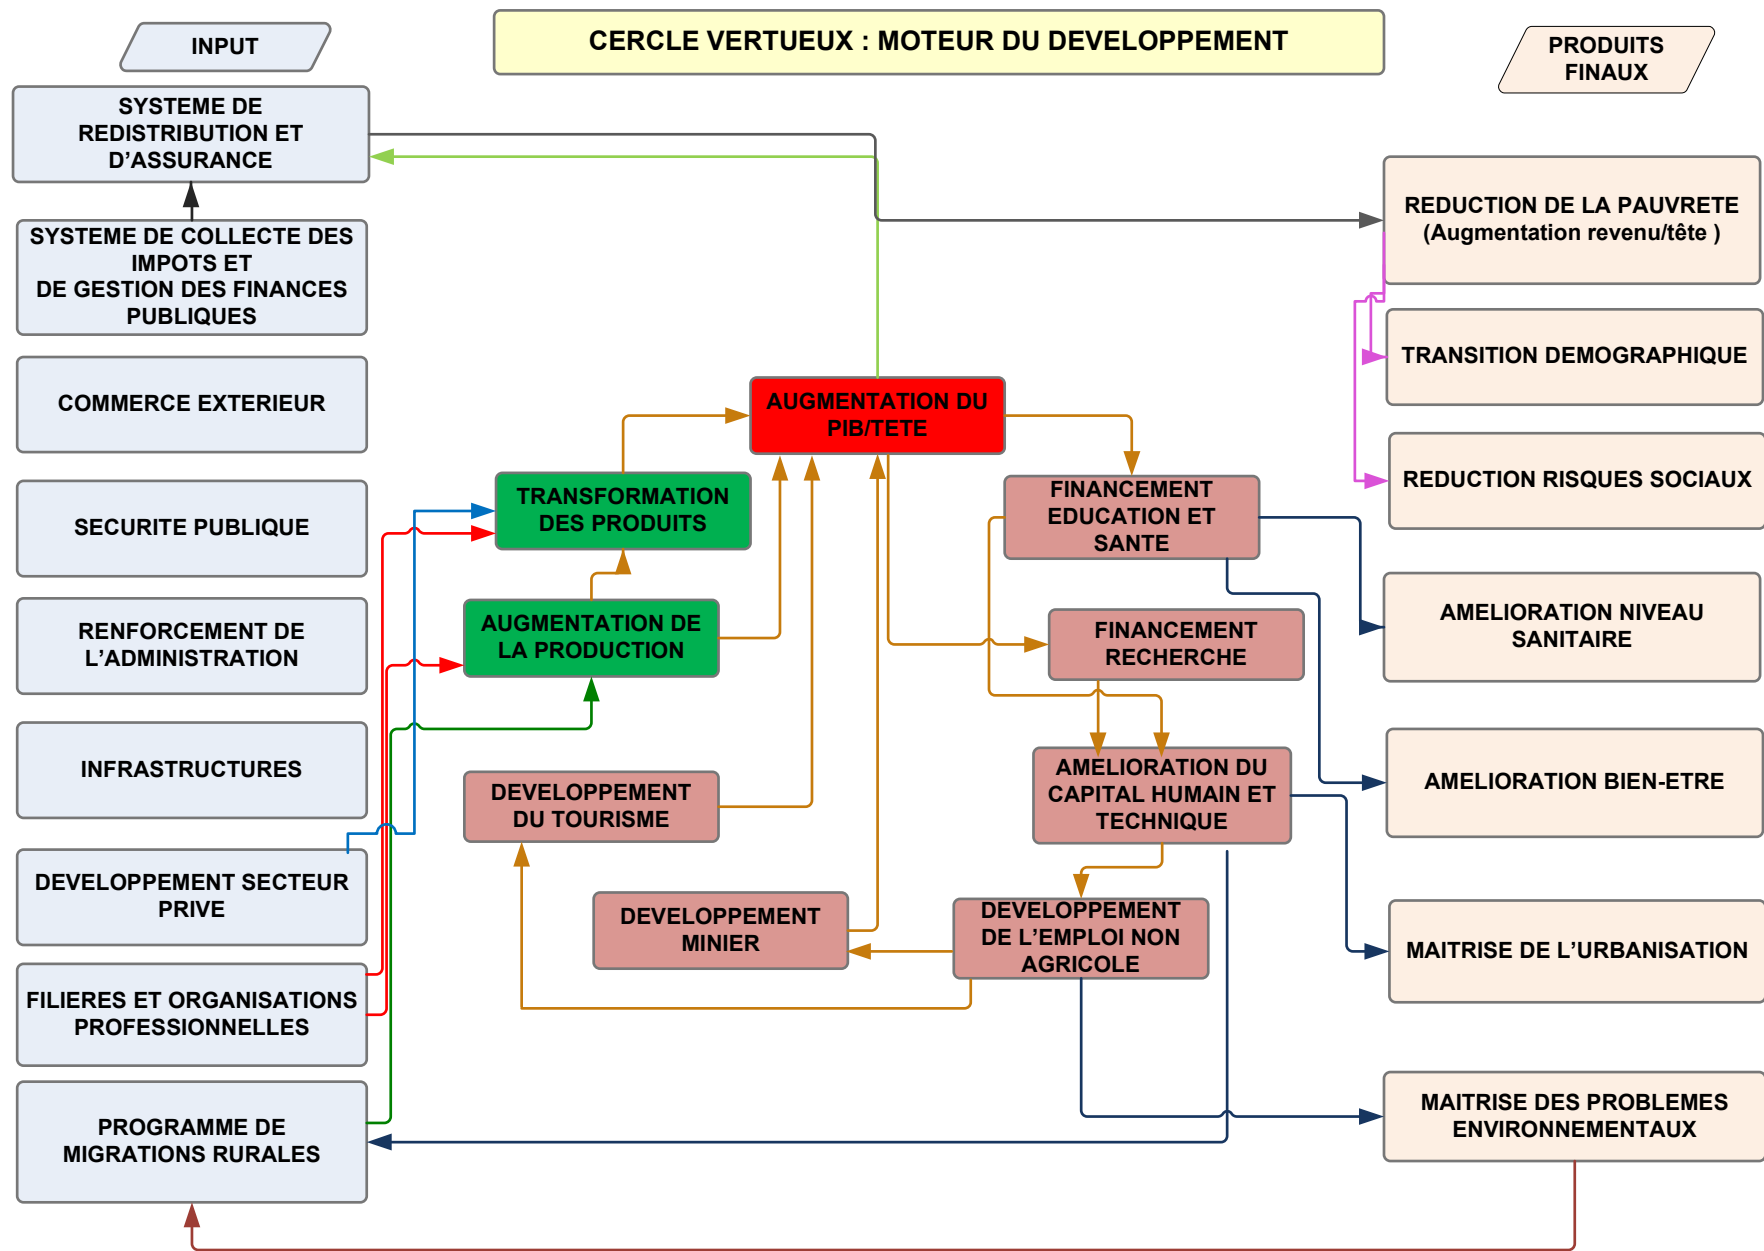 INPUT
CERCLE VERTUEUX : MOTEUR DU DEVELOPPEMENT
PRODUITS
FINAUX
SYSTEME DE
REDISTRIBUTION ET
D’ASSURANCE
SYSTEME DE COLLECTE DES
IMPOTS ET
DE GESTION DES FINANCES
PUBLIQUES
COMMERCE EXTERIEUR
SECURITE PUBLIQUE
RENFORCEMENT DE
L’ADMINISTRATION
INFRASTRUCTURES
DEVELOPPEMENT SECTEUR
PRIVE
FILIERES ET ORGANISATIONS
PROFESSIONNELLES
PROGRAMME DE
MIGRATIONS RURALES
AUGMENTATION DU
PIB/TETE
TRANSFORMATION
DES PRODUITS
AUGMENTATION DE
LA PRODUCTION
DEVELOPPEMENT
DU TOURISME
DEVELOPPEMENT
MINIER
FINANCEMENT
EDUCATION ET
SANTE
FINANCEMENT
RECHERCHE
AMELIORATION DU
CAPITAL HUMAIN ET
TECHNIQUE
DEVELOPPEMENT
DE L’EMPLOI NON
AGRICOLE
REDUCTION DE LA PAUVRETE
(Augmentation revenu/tête )
TRANSITION DEMOGRAPHIQUE
REDUCTION RISQUES SOCIAUX
AMELIORATION NIVEAU
SANITAIRE
AMELIORATION BIEN-ETRE
MAITRISE DE L’URBANISATION
MAITRISE DES PROBLEMES
ENVIRONNEMENTAUX